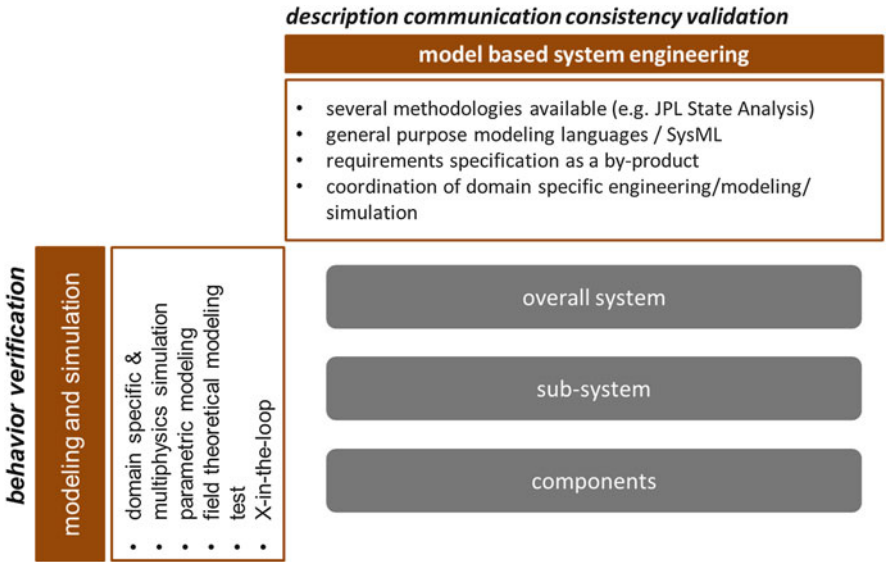 description communication consistency validation
model based system engineering
• several methodologies available (e.g. JPL State Analysis)
• general purpose modeling languages / SysML
• requirements specification as a by-product
• coordination of domain specific engineering/modeling/
simulation
behavior verification
modeling and simulation
• domain specific &
• multiphysics simulation
• parametric modeling
• field theoretical modeling
• test
• X-in-the-loop
overall system
sub-system
components